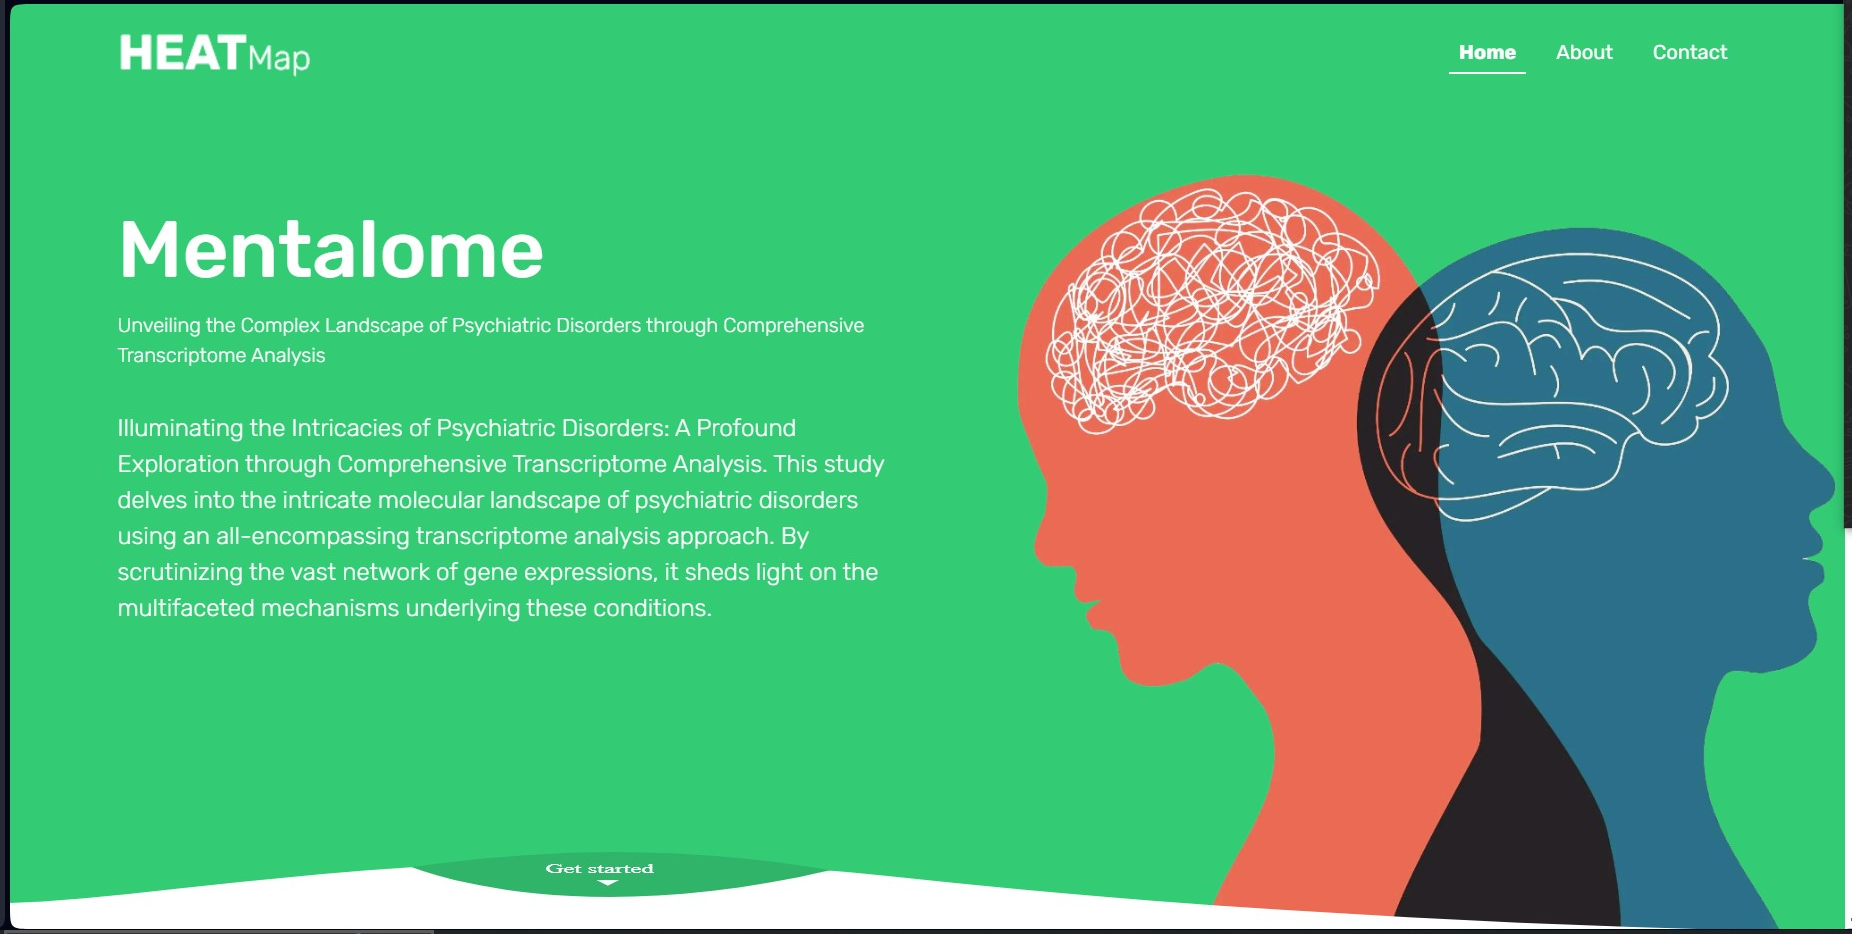 HEATMap
Home About Contact
Mentalome
Unveiling the Complex Landscape of Psychiatric Disorders through Comprehensive
Transcriptome Analysis
Illuminating the Intricacies of Psychiatric Disorders: A Profound
Exploration through Comprehensive Transcriptome Analysis. This study
delves into the intricate molecular landscape of psychiatric disorders
using an all-encompassing transcriptome analysis approach. By
scrutinizing the vast network of gene expressions, it sheds light on the
multifaceted mechanisms underlying these conditions.
Get started